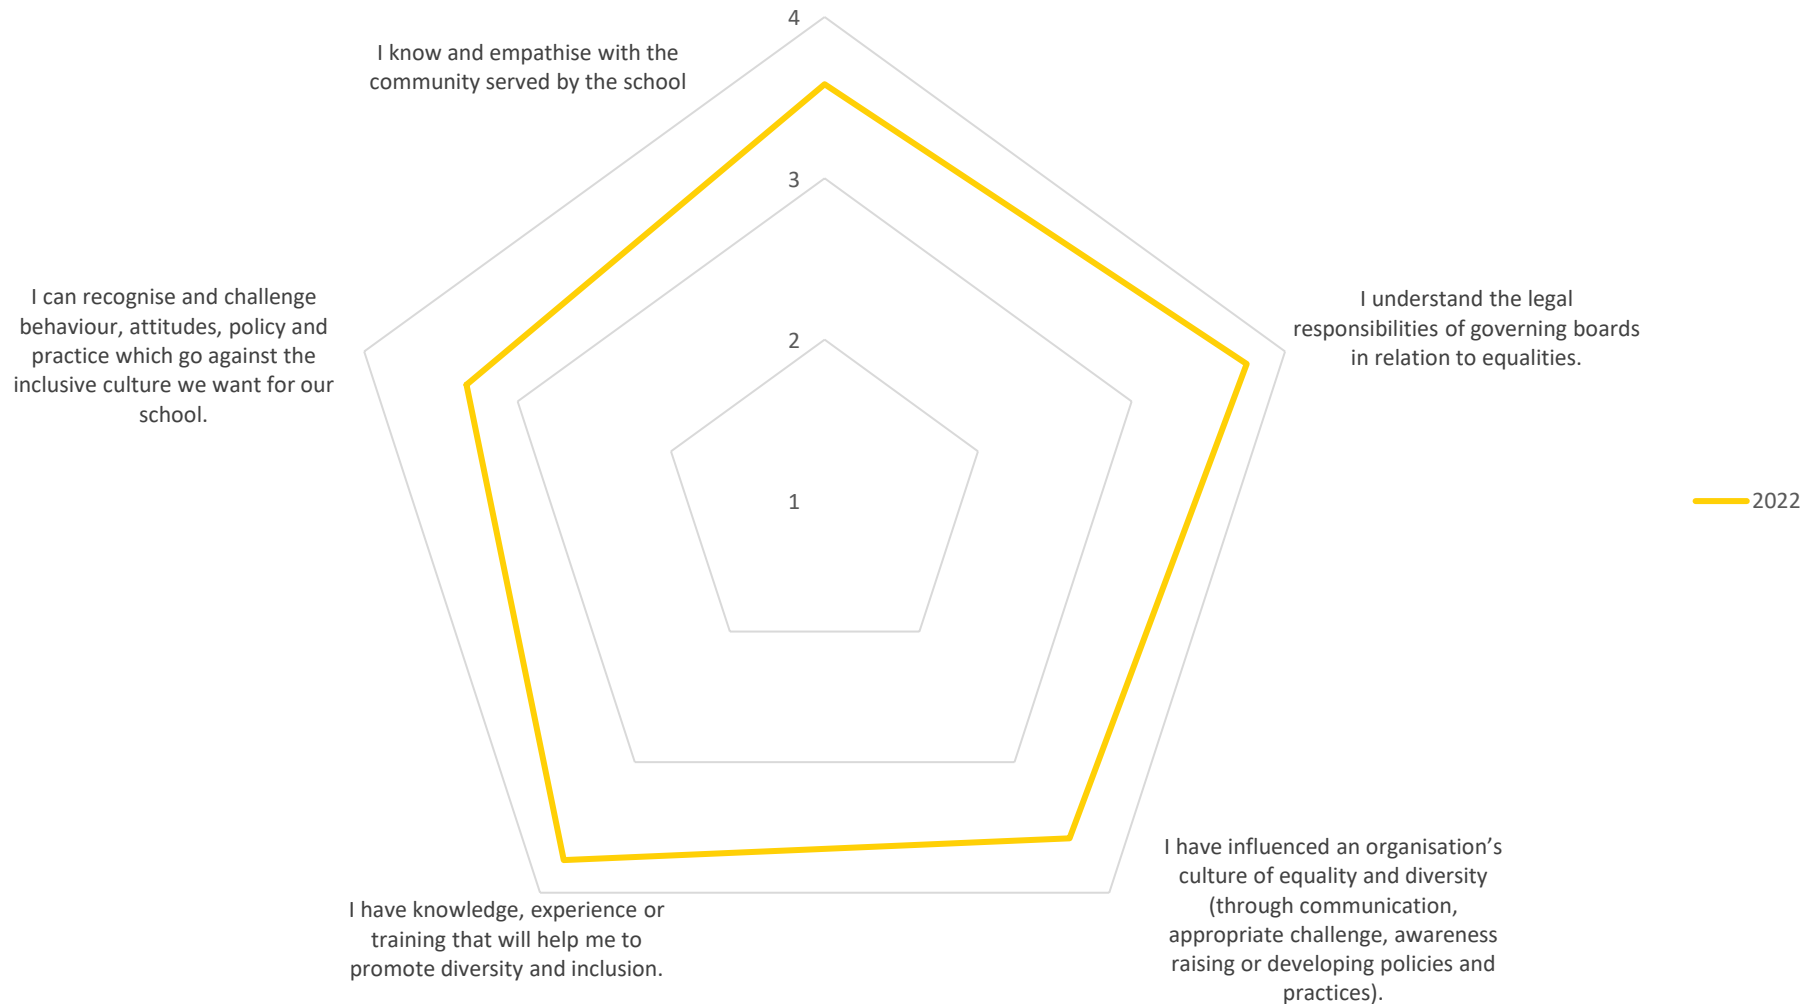 4
I know and empathise with the
community served by the school
3
I can recognise and challenge
behaviour, attitudes, policy and
practice which go against the
inclusive culture we want for our
school.
I understand the legal
responsibilities of governing boards
in relation to equalities.
2
1
2022
I have influenced an organisation’s
culture of equality and diversity
(through communication,
appropriate challenge, awareness
raising or developing policies and
practices).
I have knowledge, experience or
training that will help me to
promote diversity and inclusion.